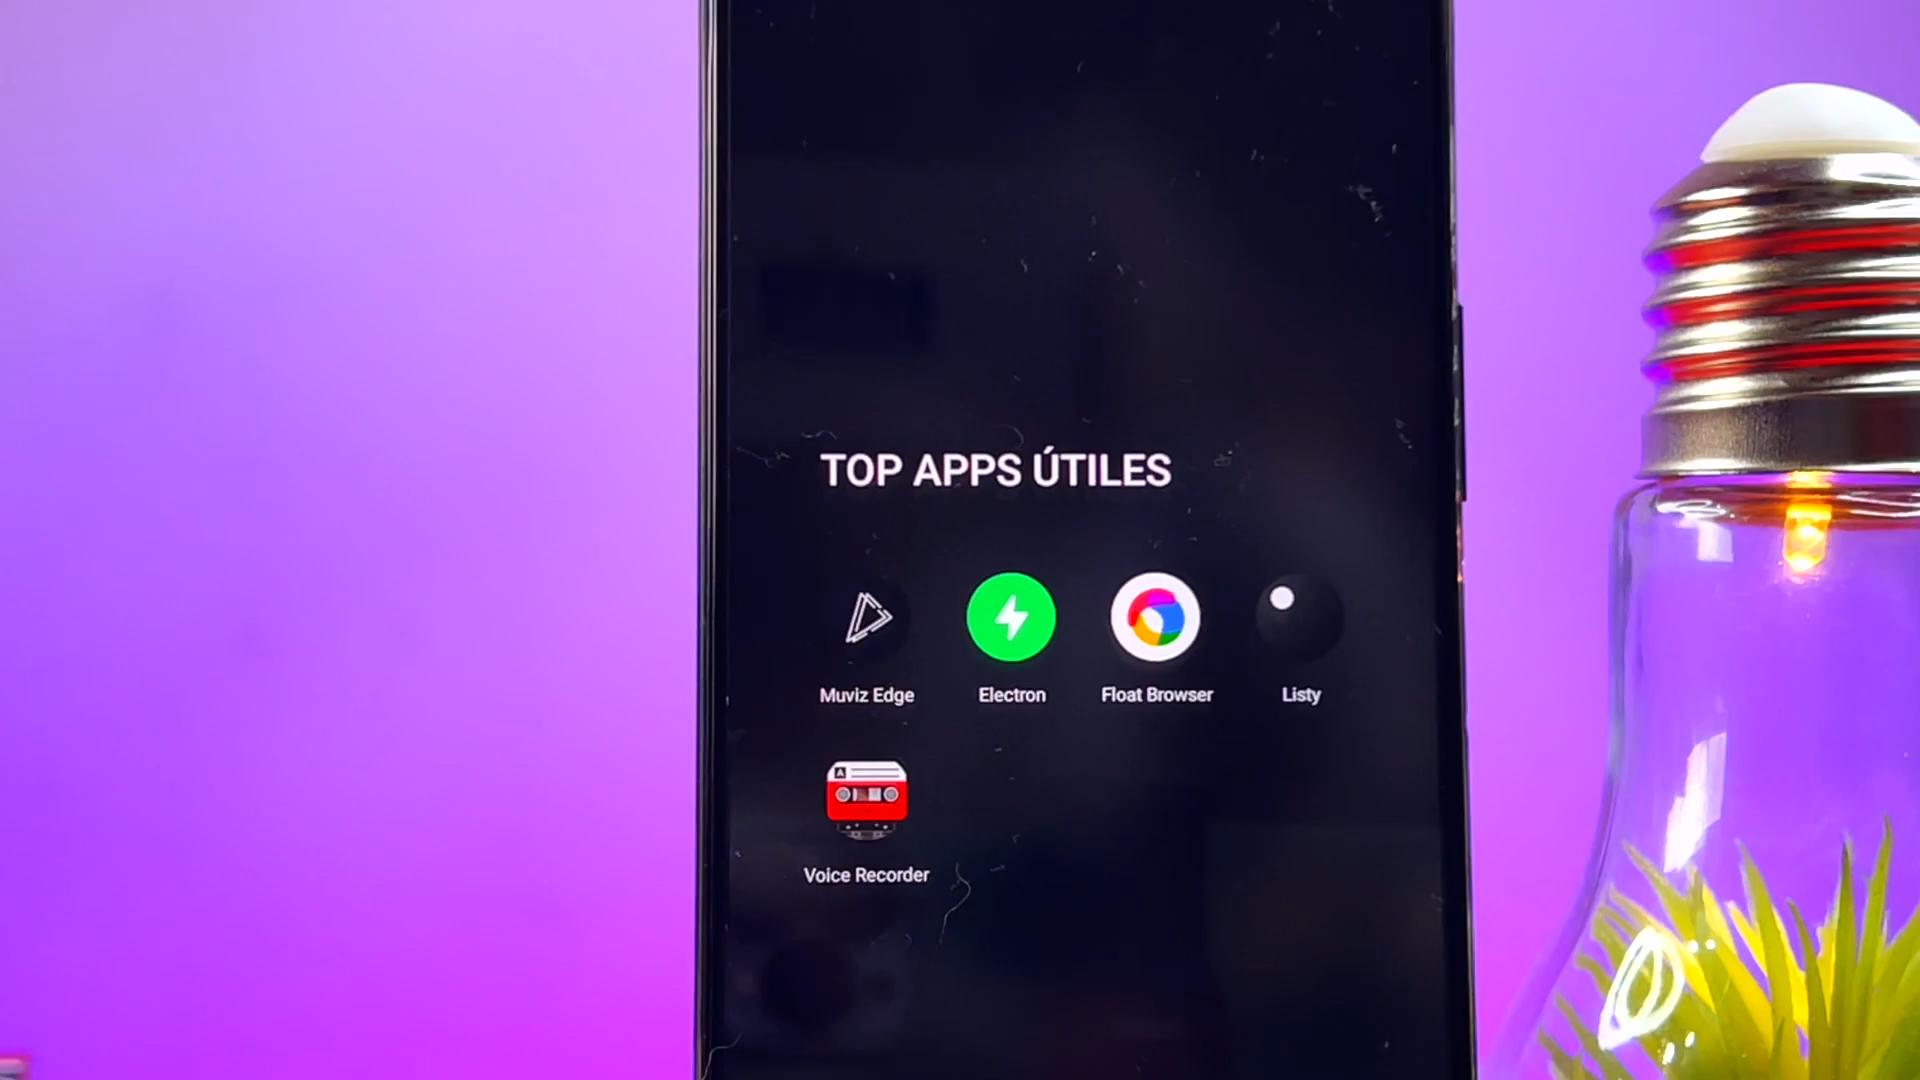 TOP APPS ÚTILES
Muviz Edge
Electron
Float Browser
Listy
A
Voice Recorder